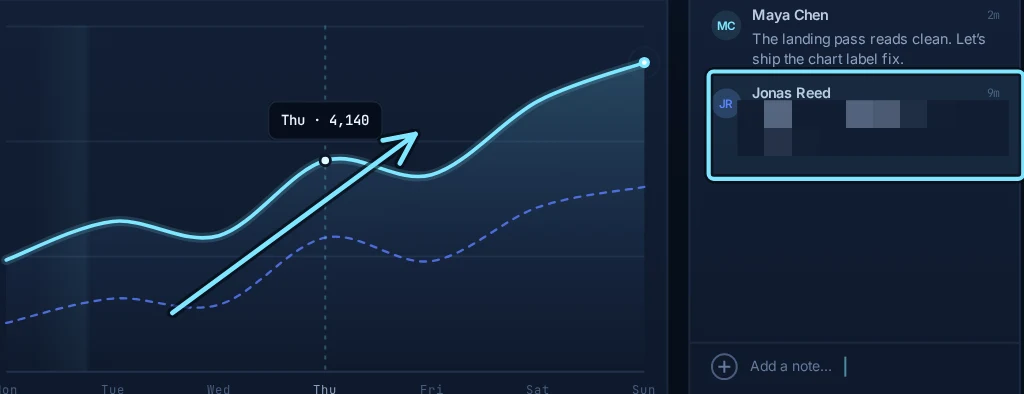 Thu · 4,140
Tue Wed Thu Fri Sat Sun
MC
Maya Chen 2m
The landing pass reads clean. Let's
ship the chart label fix.
JR
Jonas Reed 9m
Add a note...